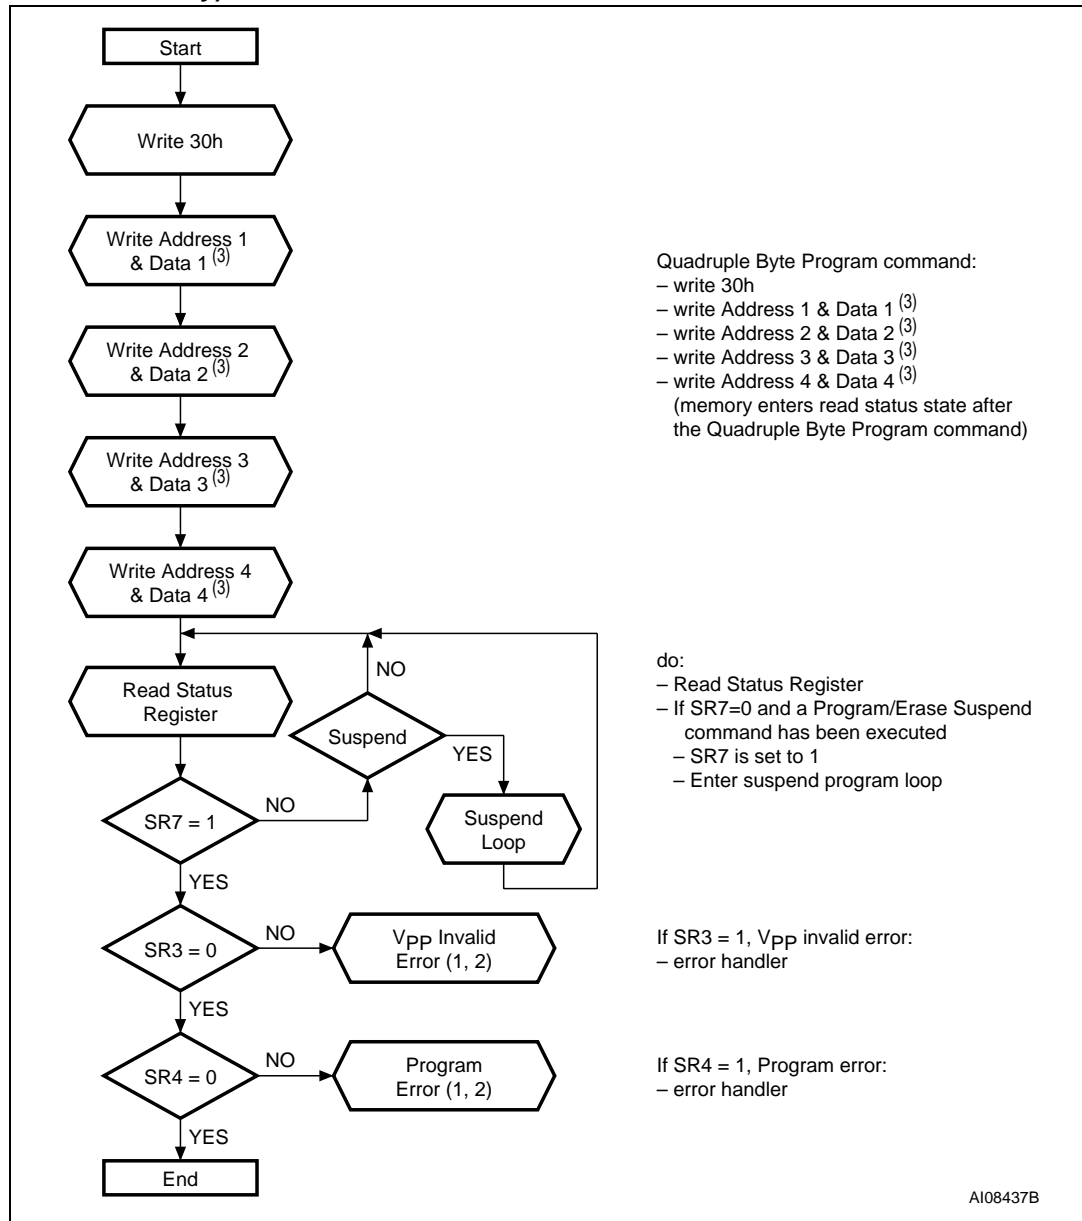 Start
Write 30h
Write Address 1
& Data 1 (3)
Write Address 2
& Data 2 (3)
Write Address 3
& Data 3 (3)
Write Address 4
& Data 4 (3)
Quadruple Byte Program command:
– write 30h
– write Address 1 & Data 1 (3)
– write Address 2 & Data 2 (3)
– write Address 3 & Data 3 (3)
– write Address 4 & Data 4 (3)
(memory enters read status state after
the Quadruple Byte Program command)
Read Status
Register
NO
Suspend
YES
SR7 = 1
NO
Suspend
Loop
YES
do:
– Read Status Register
– If SR7=0 and a Program/Erase Suspend
command has been executed
– SR7 is set to 1
– Enter suspend program loop
SR3 = 0
NO
VPP Invalid
Error (1, 2)
If SR3 = 1, VPP invalid error:
– error handler
YES
SR4 = 0
NO
Program
Error (1, 2)
If SR4 = 1, Program error:
– error handler
YES
End
AI08437B